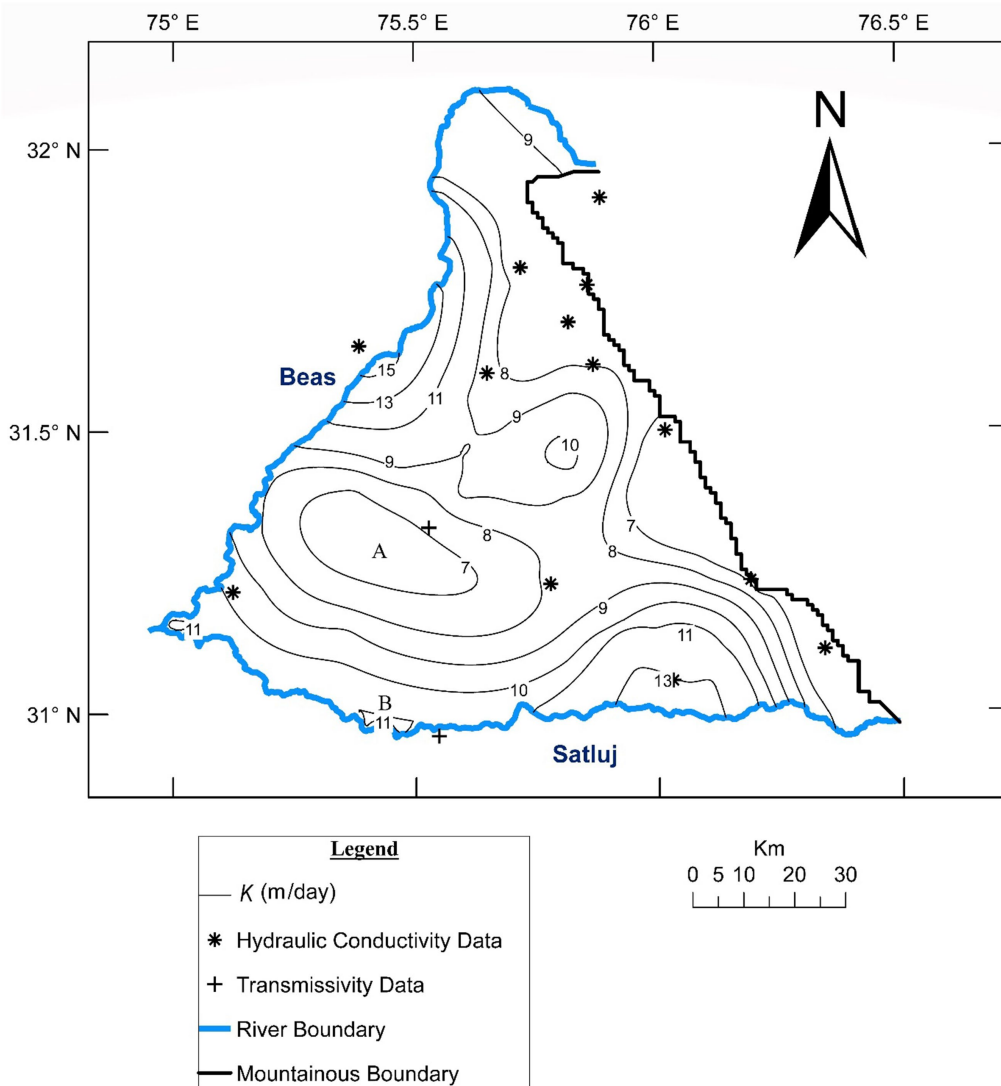 75° E 75.5° E 76° E 76.5° E
N
32° N
31.5° N
31° N
9
8
15
13
11
9
10
9
8
7
A
7
8
9
11
10
11
13
B
11
Beas
Satluj
Legend
K (m/day)
Hydraulic Conductivity Data
Transmissivity Data
River Boundary
Mountainous Boundary
Km
0 5 10 20 30